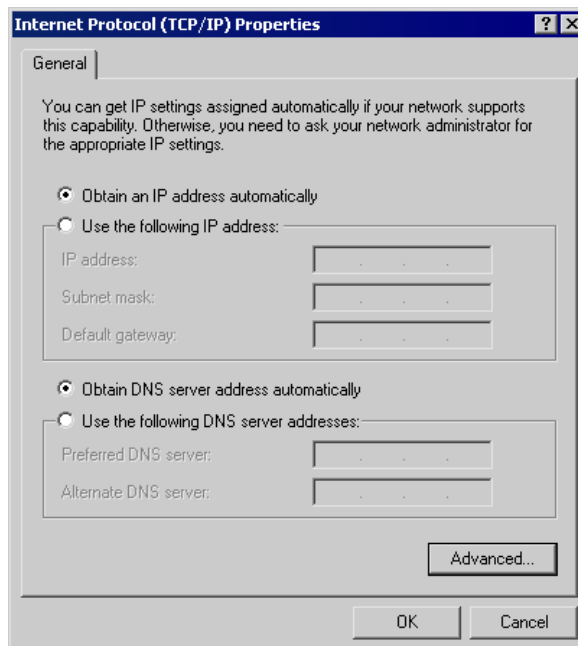 Internet Protocol (TCP/IP) Properties
General
You can get IP settings assigned automatically if your network supports
this capability. Otherwise, you need to ask your network administrator for
the appropriate IP settings.
Obtain an IP address automatically
Use the following IP address:
IP address:
Subnet mask:
Default gateway:
Obtain DNS server address automatically
Use the following DNS server addresses:
Preferred DNS server:
Alternate DNS server:
Advanced...
OK Cancel